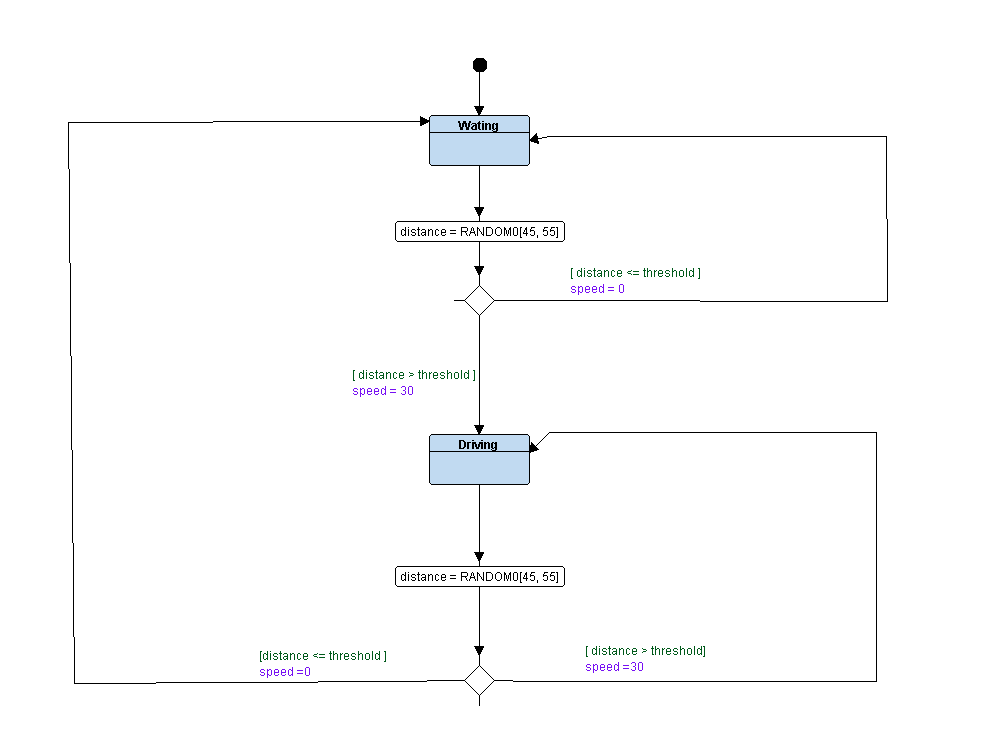 Wating
distance = RANDOM0[45, 55]
[ distance <= threshold ]
speed = 0
[ distance > threshold ]
speed = 30
Driving
distance = RANDOM0[45, 55]
[distance <= threshold ]
speed =0
[ distance > threshold]
speed =30